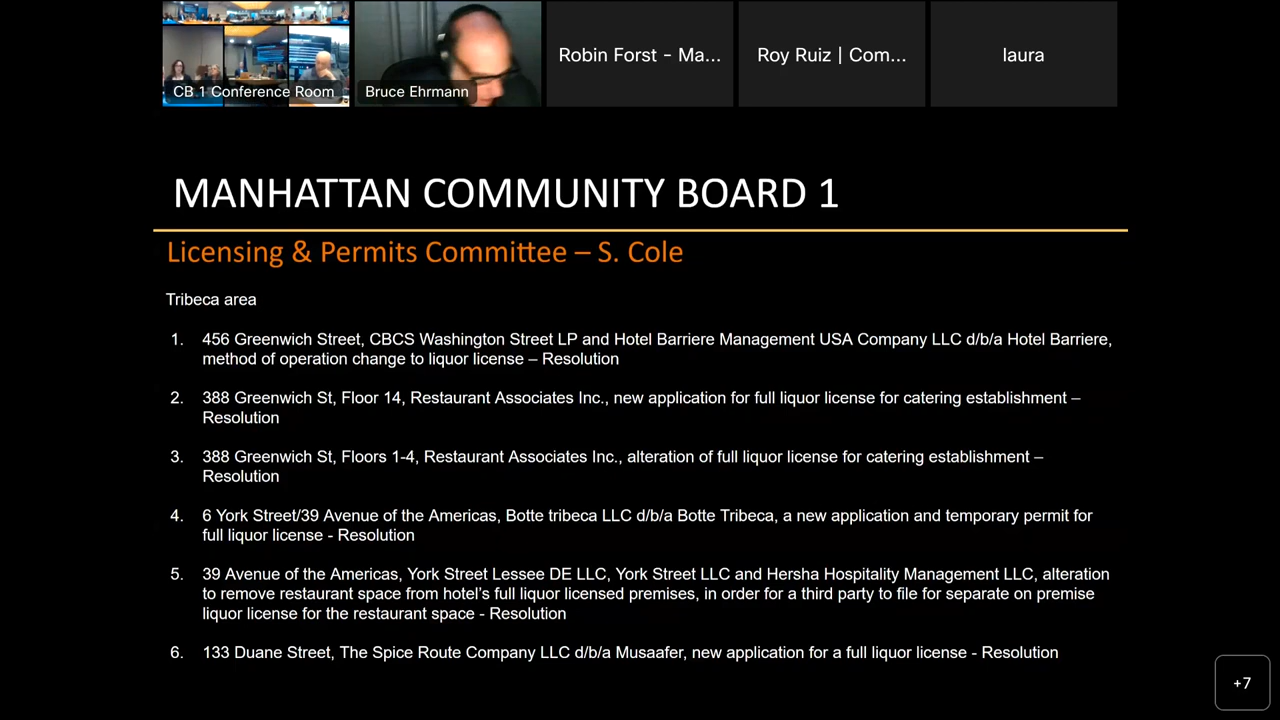 CB 1 Conference Room
Bruce Ehrmann
Robin Forst - Ma...
Roy Ruiz | Com...
laura
MANHATTAN COMMUNITY BOARD 1
Licensing & Permits Committee – S. Cole
Tribeca area
1. 456 Greenwich Street, CBCS Washington Street LP and Hotel Barriere Management USA Company LLC d/b/a Hotel Barriere,
method of operation change to liquor license – Resolution
2. 388 Greenwich St, Floor 14, Restaurant Associates Inc., new application for full liquor license for catering establishment –
Resolution
3. 388 Greenwich St, Floors 1-4, Restaurant Associates Inc., alteration of full liquor license for catering establishment –
Resolution
4. 6 York Street/39 Avenue of the Americas, Botte tribeca LLC d/b/a Botte Tribeca, a new application and temporary permit for
full liquor license - Resolution
5. 39 Avenue of the Americas, York Street Lessee DE LLC, York Street LLC and Hersha Hospitality Management LLC, alteration
to remove restaurant space from hotel's full liquor licensed premises, in order for a third party to file for separate on premise
liquor license for the restaurant space - Resolution
6. 133 Duane Street, The Spice Route Company LLC d/b/a Musaafer, new application for a full liquor license - Resolution
+7